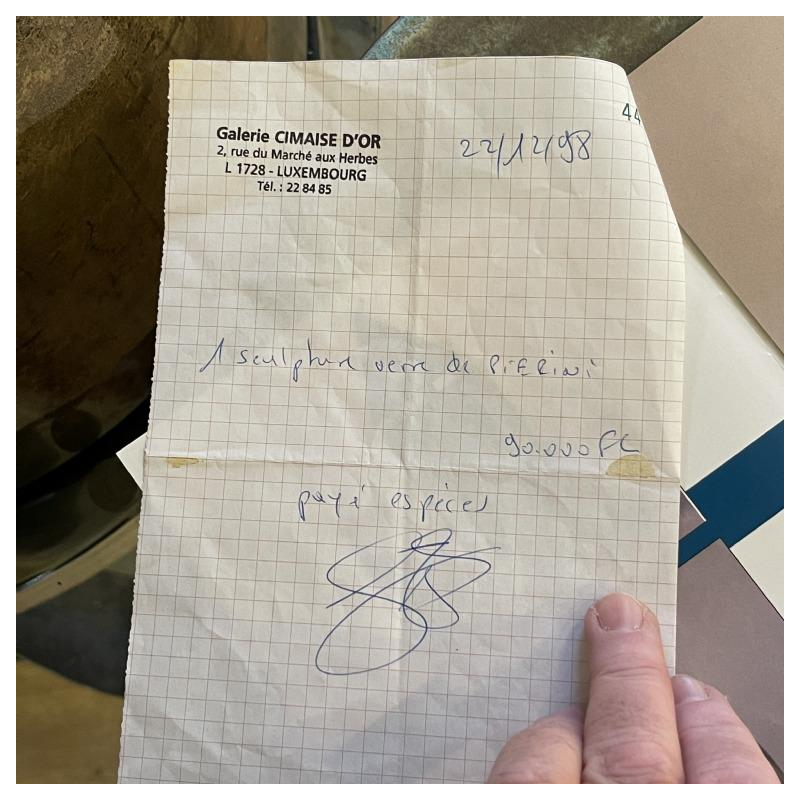 44
Galerie CIMAISE D'OR
2, rue du Marché aux Herbes
L 1728 - LUXEMBOURG
Tél. : 22 84 85
22/12/98
1 sculpture verre de PiERini
90.000 FL
payé espèces